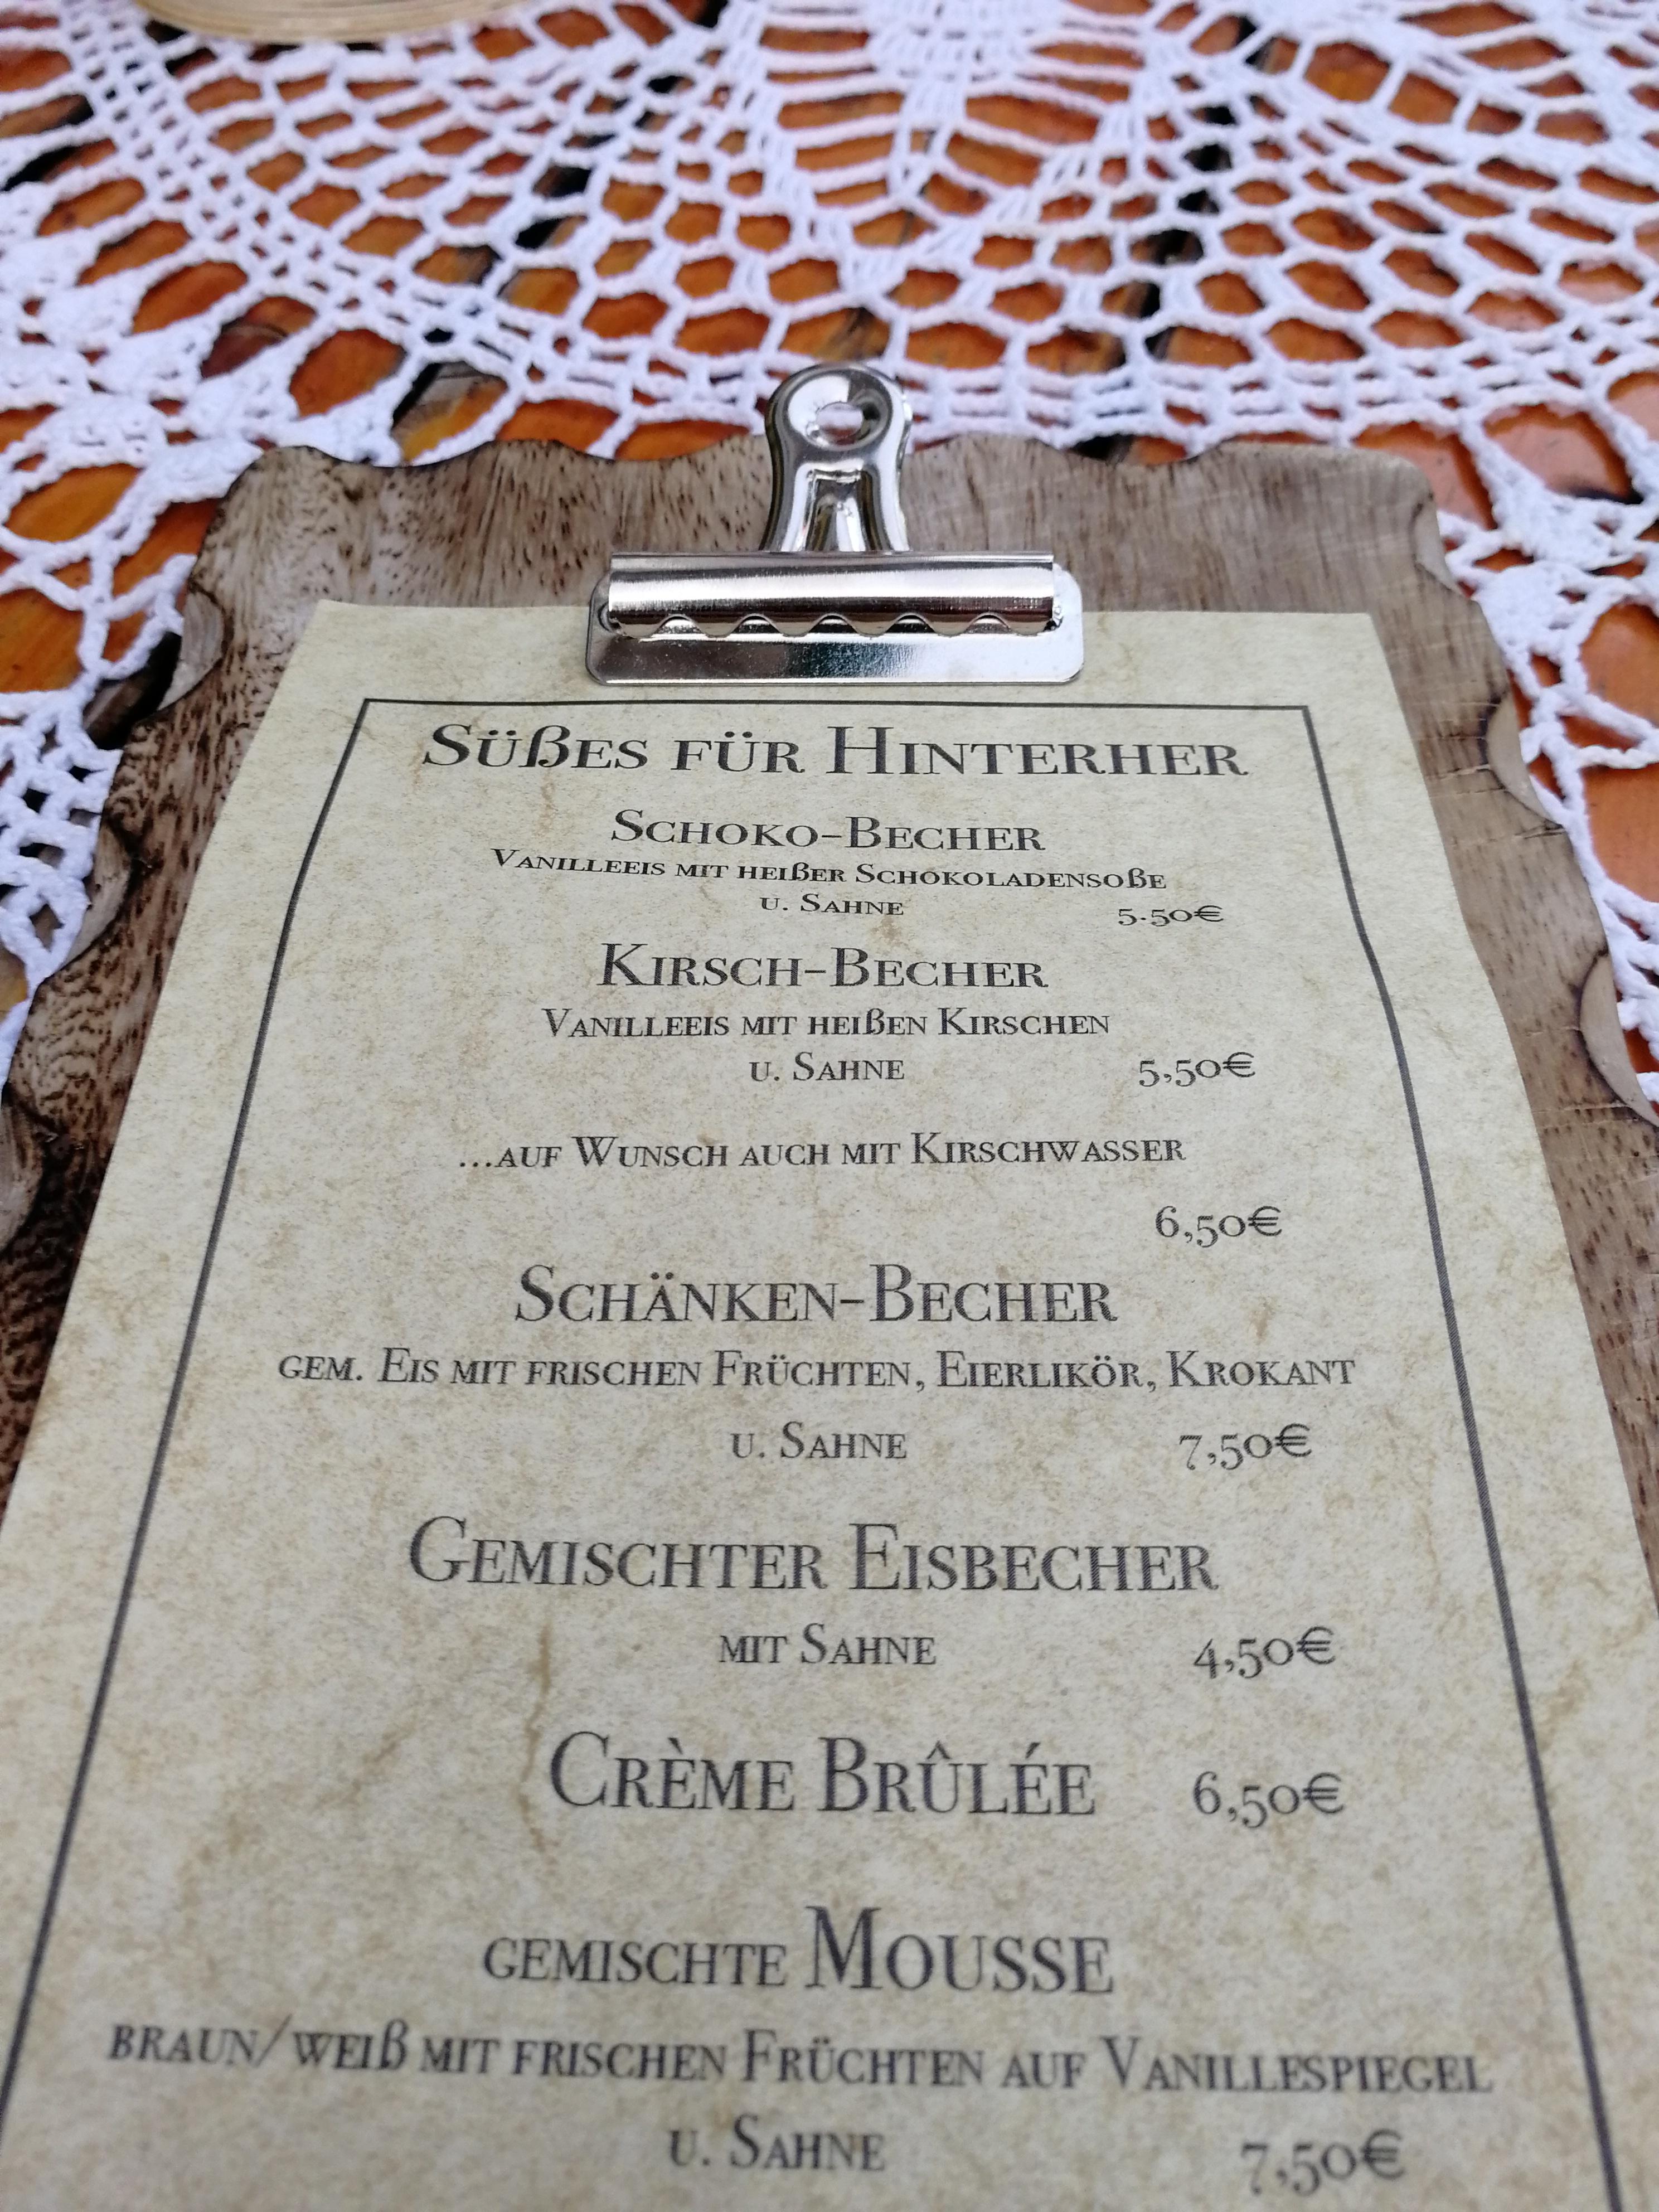 Süßes für Hinterher
Schoko-Becher
Vanilleeis mit heißer Schokoladensoße
u. Sahne 5.50€
Kirsch-Becher
Vanilleeis mit heißen Kirschen
u. Sahne 5,50€
...auf Wunsch auch mit Kirschwasser
6,50€
Schänken-Becher
gem. Eis mit frischen Früchten, Eierlikör, Krokant
u. Sahne 7,50€
Gemischter Eisbecher
mit Sahne 4,50€
Crème Brûlée 6,50€
gemischte Mousse
braun/weiß mit frischen Früchten auf Vanillespiegel
u. Sahne 7,50€